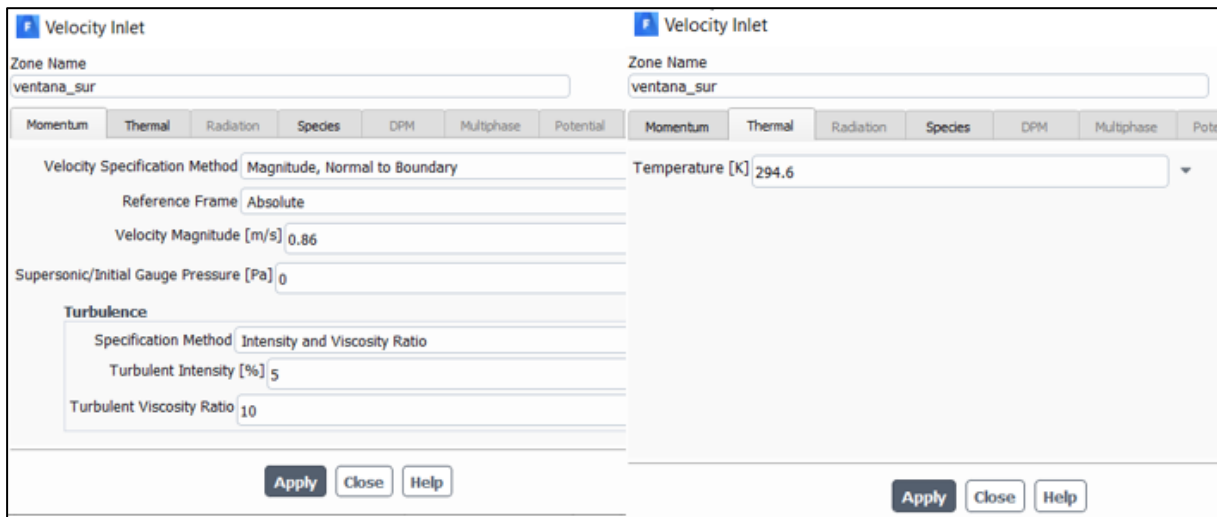 F Velocity Inlet
Zone Name
ventana_sur
Momentum Thermal Radiation Species DPM Multiphase Potential
Velocity Specification Method Magnitude, Normal to Boundary
Reference Frame Absolute
Velocity Magnitude [m/s] 0.86
Supersonic/Initial Gauge Pressure [Pa] 0
Turbulence
Specification Method Intensity and Viscosity Ratio
Turbulent Intensity [%] 5
Turbulent Viscosity Ratio 10
Apply Close Help
F Velocity Inlet
Zone Name
ventana_sur
Momentum Thermal Radiation Species DPM Multiphase Pote
Temperature [K] 294.6
Apply Close Help